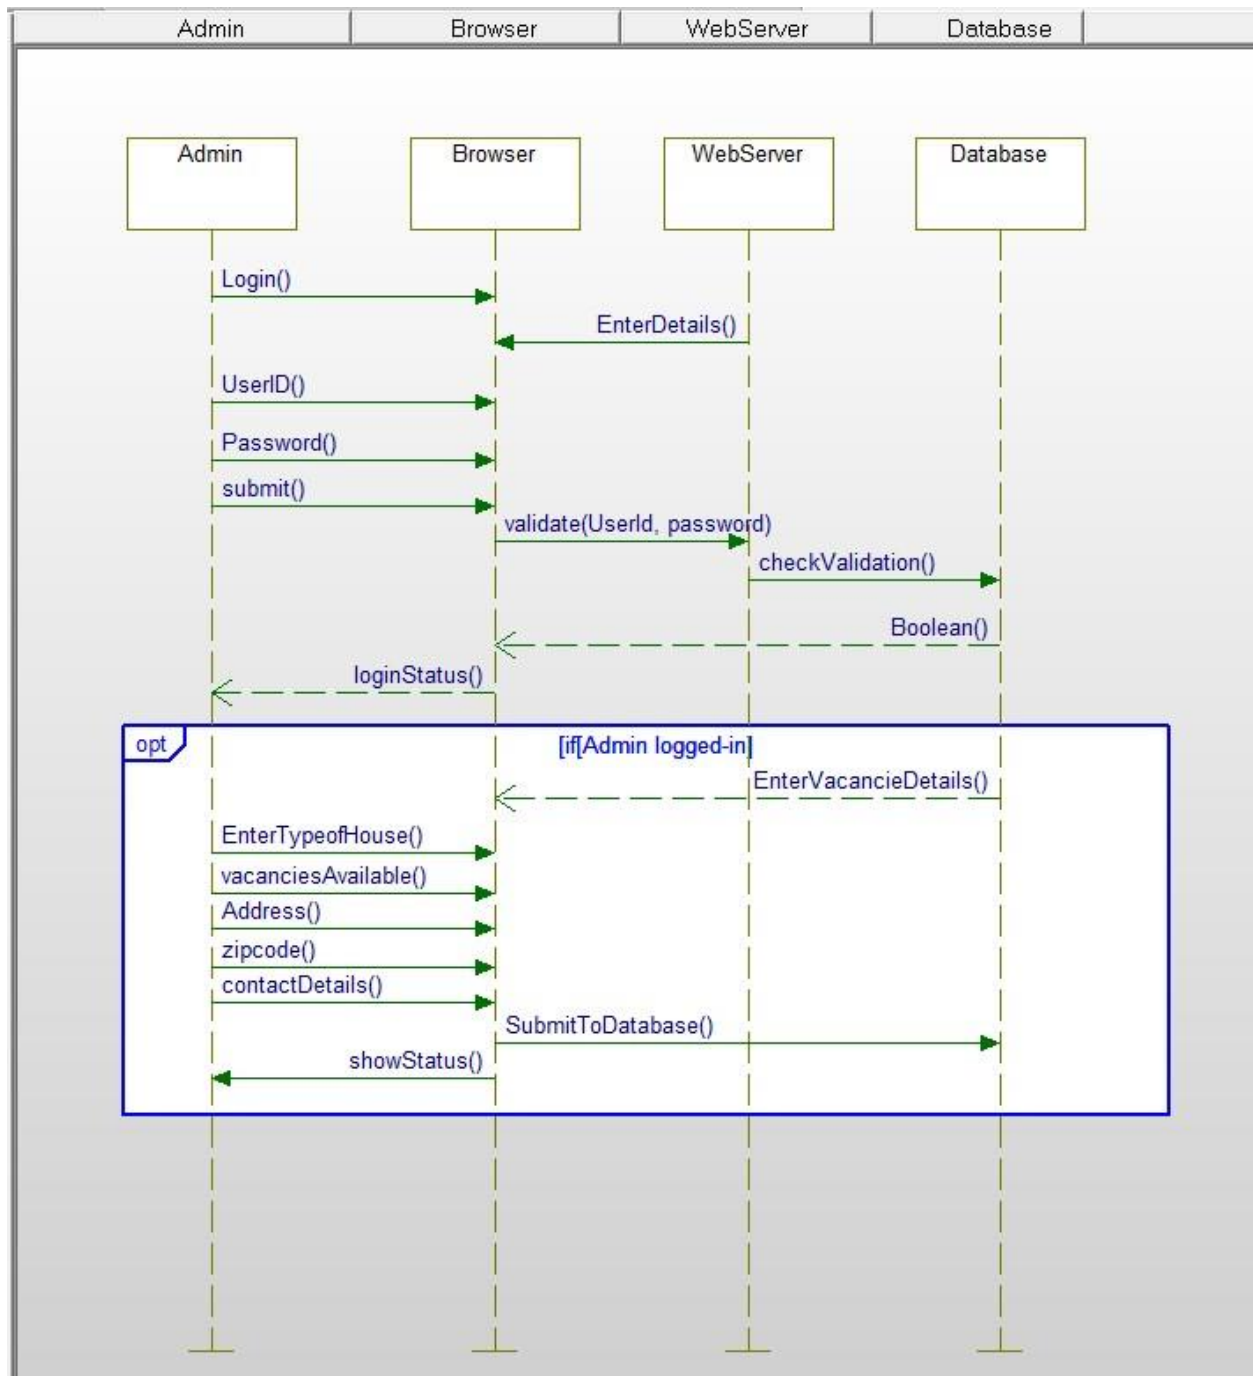 Admin Browser WebServer Database
Admin Browser WebServer Database
Login()
EnterDetails()
UserID()
Password()
submit()
validate(UserId, password)
checkValidation()
Boolean()
loginStatus()
opt [if[Admin logged-in]
EnterVacancieDetails()
EnterTypeofHouse()
vacanciesAvailable()
Address()
zipcode()
contactDetails()
SubmitToDatabase()
showStatus()